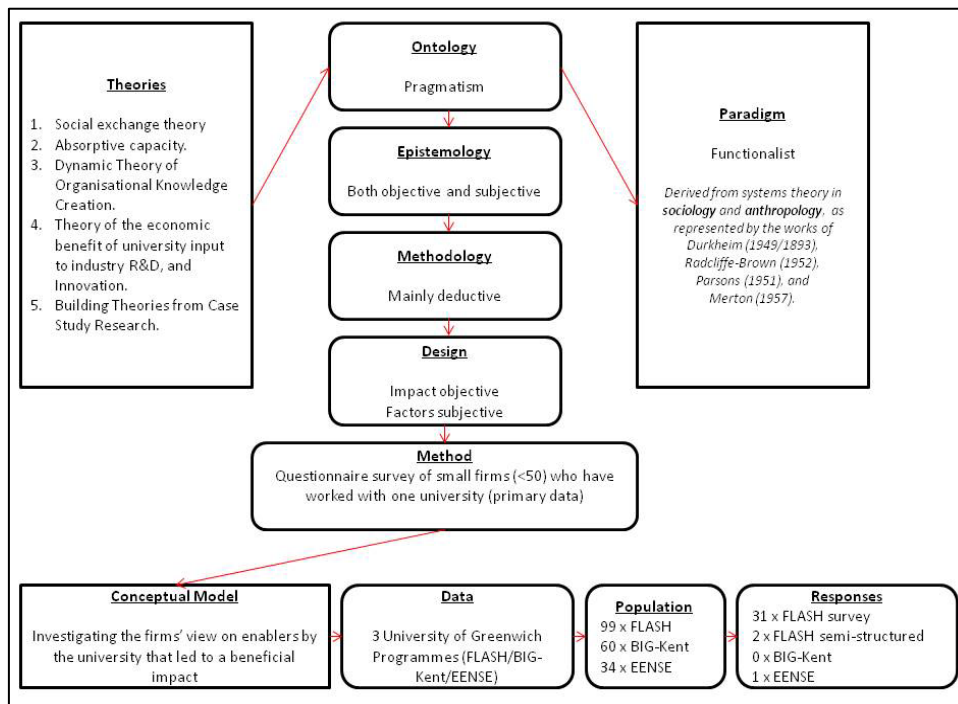 Theories
1. Social exchange theory
2. Absorptive capacity.
3. Dynamic Theory of
Organisational Knowledge
Creation.
4. Theory of the economic
benefit of university input
to industry R&D, and
Innovation.
5. Building Theories from Case
Study Research.
Ontology
Pragmatism
Epistemology
Both objective and subjective
Methodology
Mainly deductive
Design
Impact objective
Factors subjective
Method
Questionnaire survey of small firms (<50) who have
worked with one university (primary data)
Paradigm
Functionalist
Derived from systems theory in
sociology and anthropology, as
represented by the works of
Durkheim (1949/1893),
Radcliffe-Brown (1952),
Parsons (1951), and
Merton (1957).
Conceptual Model
Investigating the firms' view on enablers by
the university that led to a beneficial
impact
Data
3 University of Greenwich
Programmes (FLASH/BIG-
Kent/EENSE)
Population
99 x FLASH
60 x BIG-Kent
34 x EENSE
Responses
31 x FLASH survey
2 x FLASH semi-structured
0 x BIG-Kent
1 x EENSE